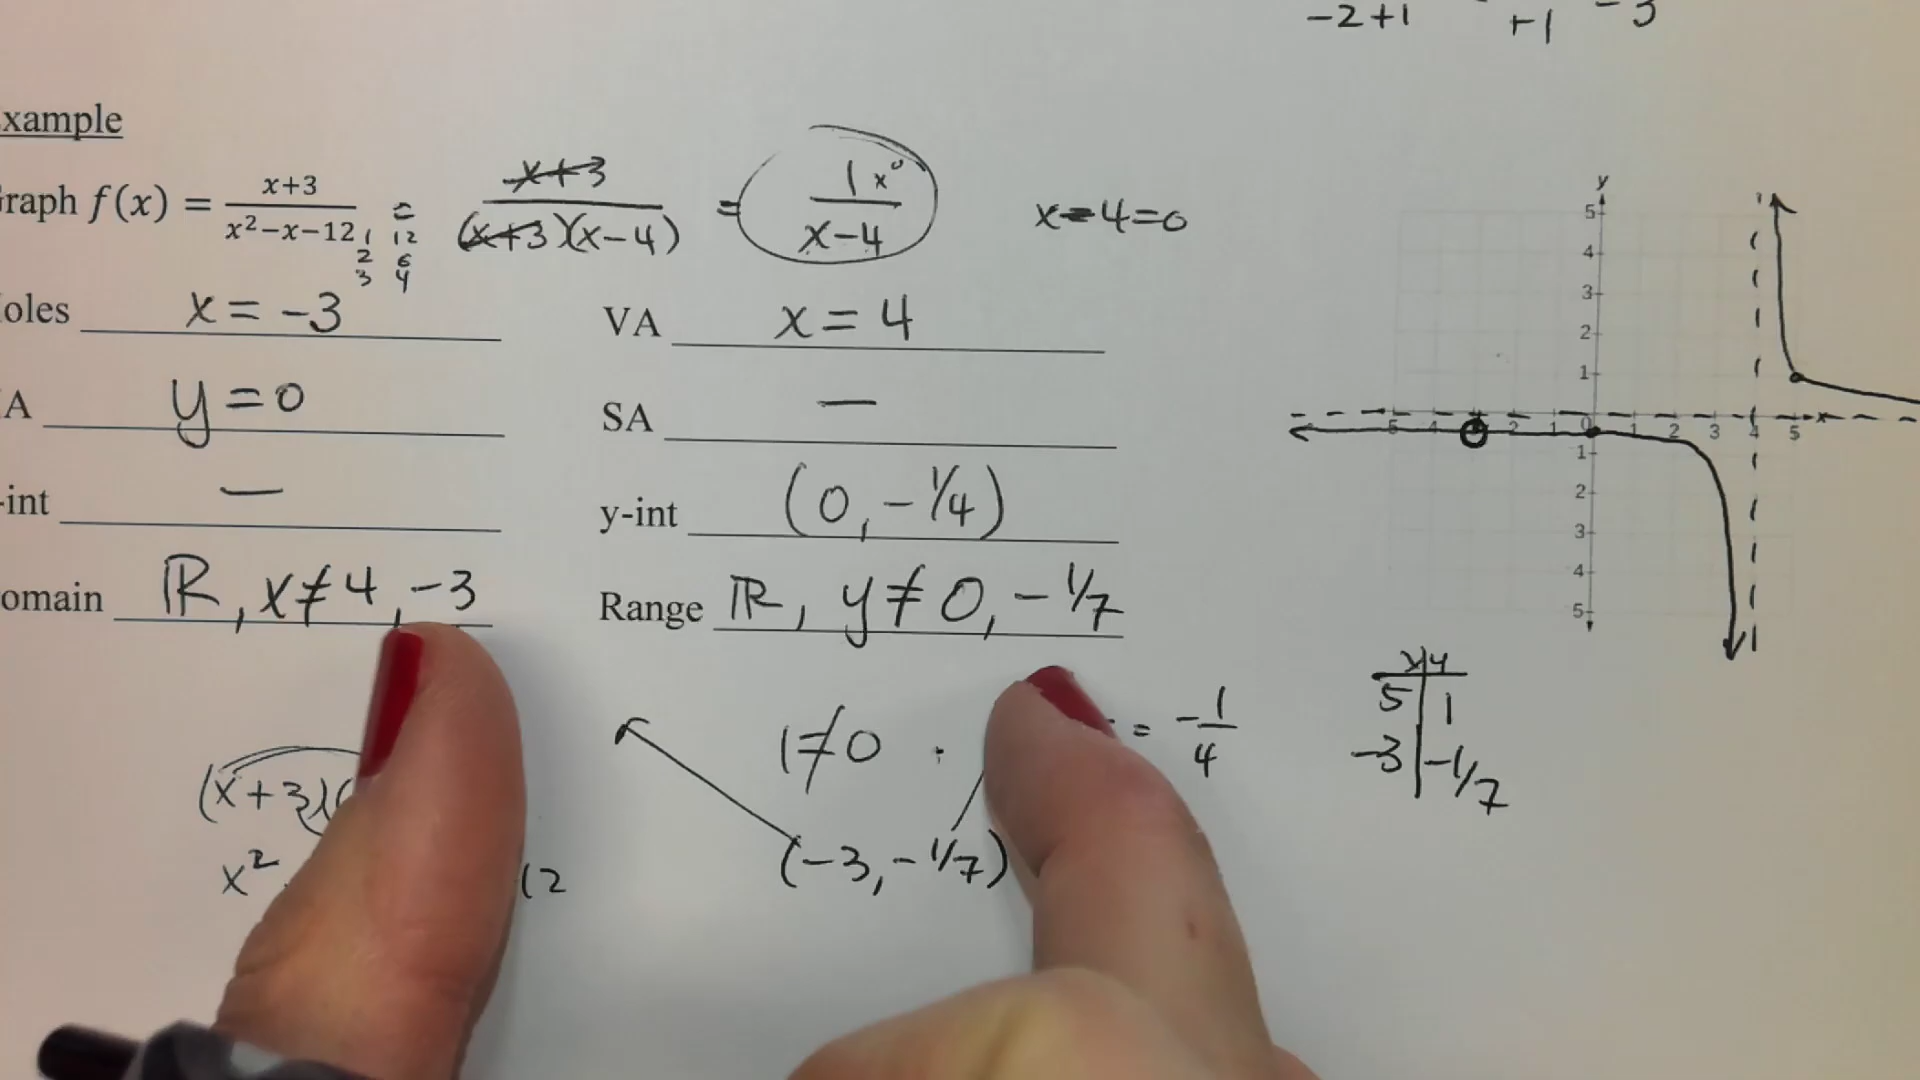 -2+1 +1 -3
xample
raph f(x) = x+3 / x²-x-12 = x+3 / (x+3)(x-4) = 1x⁰ / x-4 x-4=0
1 12
2 6
3 4
oles x = -3 VA x = 4
A y = 0 SA —
-int — y-int (0, -1/4)
omain ℝ, x≠4, -3 Range ℝ, y≠0, -1/7
(x+3)( 1≠0 = -1/4
x² 12 (-3, -1/7)
y
5
4
3
2
1
5 4 2 1 0 1 2 3 4 5 x
1
2
3
4
5
x y
5 1
-3 -1/7